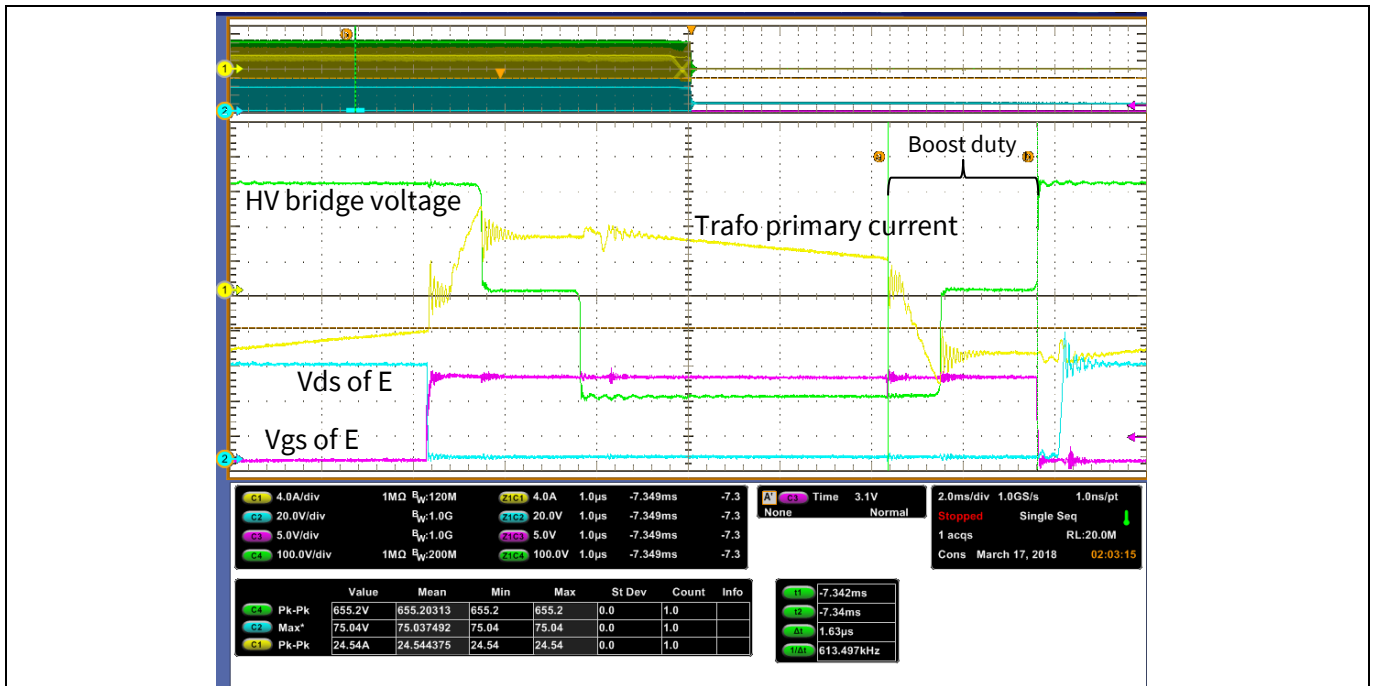 Boost duty
HV bridge voltage
Trafo primary current
1
Vds of E
Vgs of E
2
C1 4.0A/div 1MΩ BW:120M Z1C1 4.0A 1.0µs -7.349ms -7.3
C2 20.0V/div BW:1.0G Z1C2 20.0V 1.0µs -7.349ms -7.3
C3 5.0V/div BW:1.0G Z1C3 5.0V 1.0µs -7.349ms -7.3
C4 100.0V/div 1MΩ BW:200M Z1C4 100.0V 1.0µs -7.349ms -7.3
A' C3 Time 3.1V
None Normal
2.0ms/div 1.0GS/s 1.0ns/pt
Stopped Single Seq
1 acqs RL:20.0M
Cons March 17, 2018 02:03:15
Value Mean Min Max St Dev Count Info
C4 Pk-Pk 655.2V 655.20313 655.2 655.2 0.0 1.0
C2 Max* 75.04V 75.037492 75.04 75.04 0.0 1.0
C1 Pk-Pk 24.54A 24.544375 24.54 24.54 0.0 1.0
t1 -7.342ms
t2 -7.34ms
Δt 1.63µs
1/Δt 613.497kHz